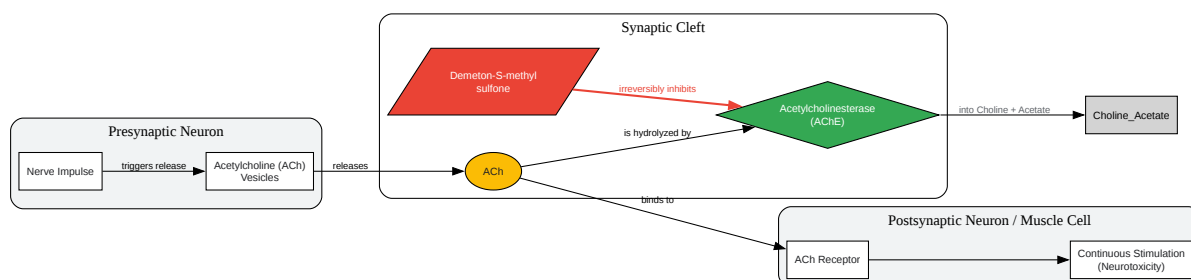 Synaptic Cleft
Demeton-S-methyl
sulfone
irreversibly inhibits
Acetylcholinesterase
(AChE)
into Choline + Acetate
Choline_Acetate
Presynaptic Neuron
Nerve Impulse
triggers release
Acetylcholine (ACh)
Vesicles
releases
ACh
is hydrolyzed by
binds to
Postsynaptic Neuron / Muscle Cell
ACh Receptor
Continuous Stimulation
(Neurotoxicity)